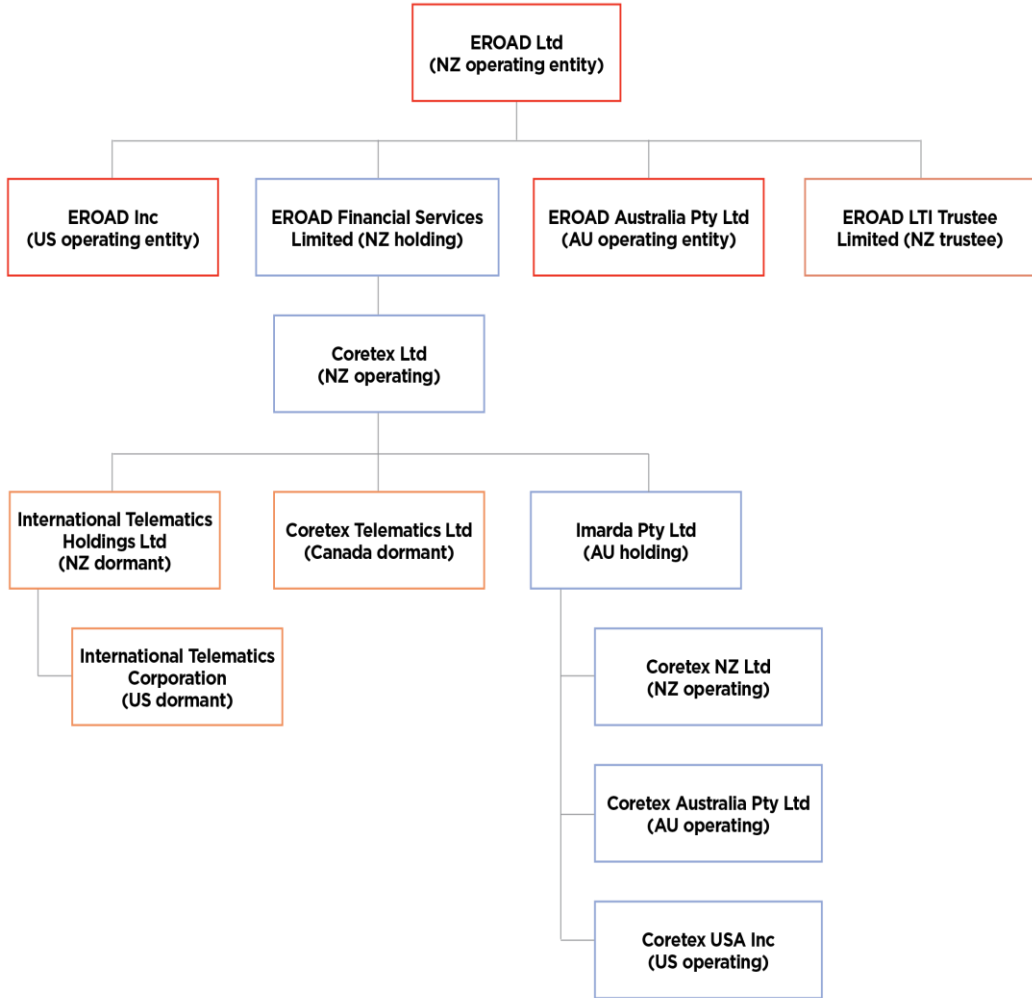 EROAD Ltd
(NZ operating entity)
EROAD Inc
(US operating entity)
EROAD Financial Services
Limited (NZ holding)
EROAD Australia Pty Ltd
(AU operating entity)
EROAD LTI Trustee
Limited (NZ trustee)
Coretex Ltd
(NZ operating)
International Telematics
Holdings Ltd
(NZ dormant)
Coretex Telematics Ltd
(Canada dormant)
Imarda Pty Ltd
(AU holding)
International Telematics
Corporation
(US dormant)
Coretex NZ Ltd
(NZ operating)
Coretex Australia Pty Ltd
(AU operating)
Coretex USA Inc
(US operating)